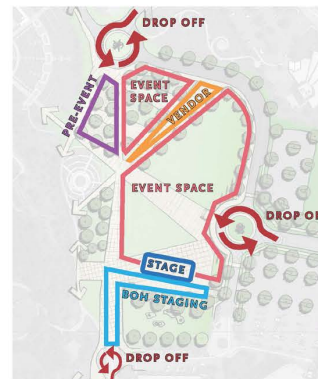 DROP OFF
PRE-EVENT
EVENT
SPACE
VENDOR
EVENT SPACE
DROP OF
STAGE
BOH STAGING
DROP OFF